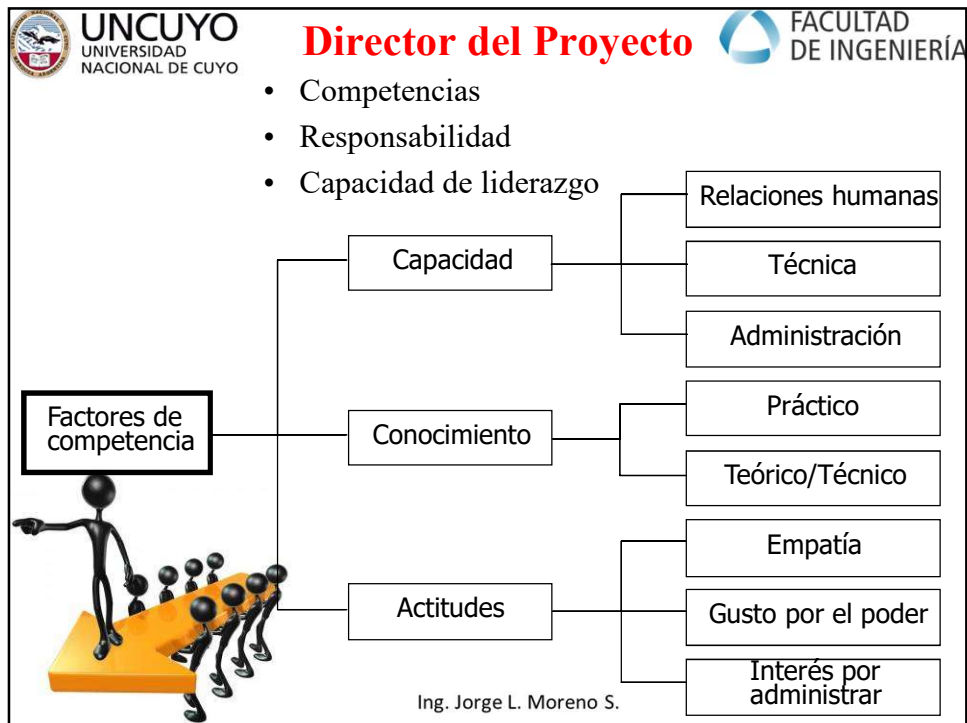 UNCUYO
UNIVERSIDAD
NACIONAL DE CUYO
Director del Proyecto
FACULTAD
DE INGENIERÍA
• Competencias
• Responsabilidad
• Capacidad de liderazgo
Factores de
competencia
Capacidad
Relaciones humanas
Técnica
Administración
Conocimiento
Práctico
Teórico/Técnico
Actitudes
Empatía
Gusto por el poder
Interés por
administrar
Ing. Jorge L. Moreno S.